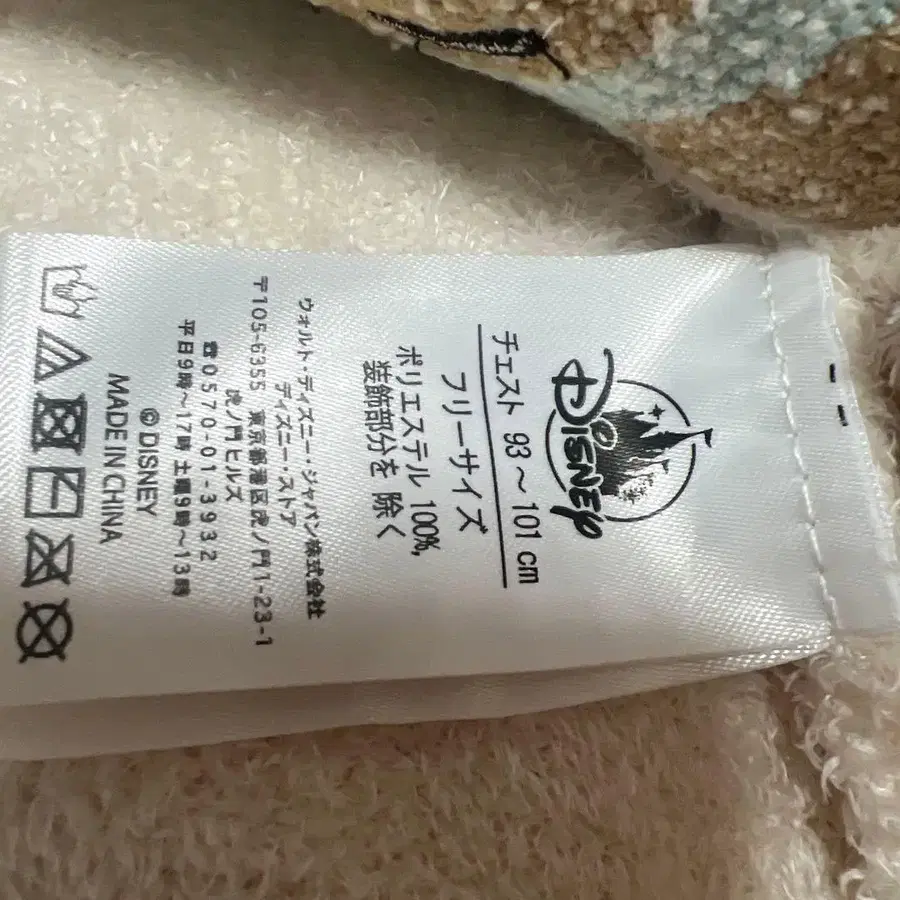 DISNEY
チェスト 93～101 cm
フリーサイズ
ポリエステル 100%,
装飾部分を 除く
ウォルト・ディズニー・ジャパン株式会社
ディズニー・ストア
〒105-6355 東京都港区虎ノ門1-23-1
虎ノ門ヒルズ
☎0570-01-3932
平日9時～17時 土曜9時～13時
©DISNEY
MADE IN CHINA